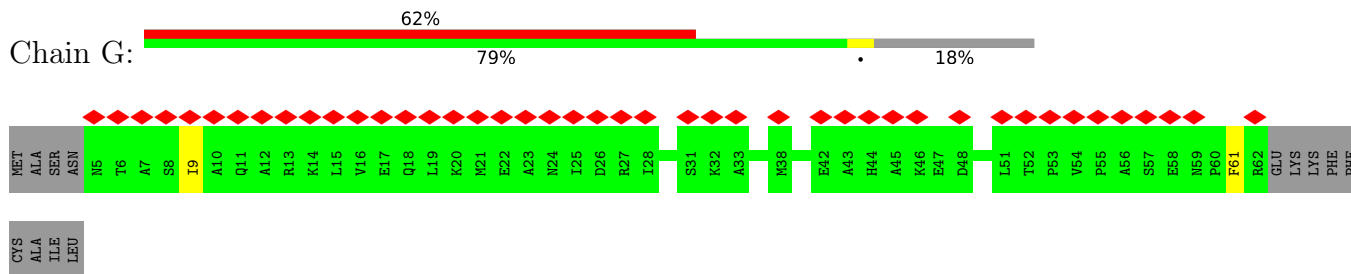 62%
Chain G:
79%
•
18%
MET ALA SER ASN N5 T6 A7 S8 I9 A10 Q11 A12 R13 K14 L15 V16 E17 Q18 L19 K20 M21 E22 A23 N24 I25 D26 R27 I28 S31 K32 A33 M38 E42 A43 H44 A45 K46 E47 D48 L51 T52 P53 V54 P55 A56 S57 E58 N59 P60 F61 R62 GLU LYS LYS PHE PHE
CYS ALA ILE LEU